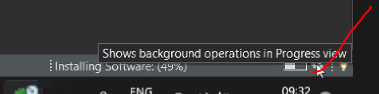 Shows background operations in Progress view
Installing Software: (49%)
ENG
09:32